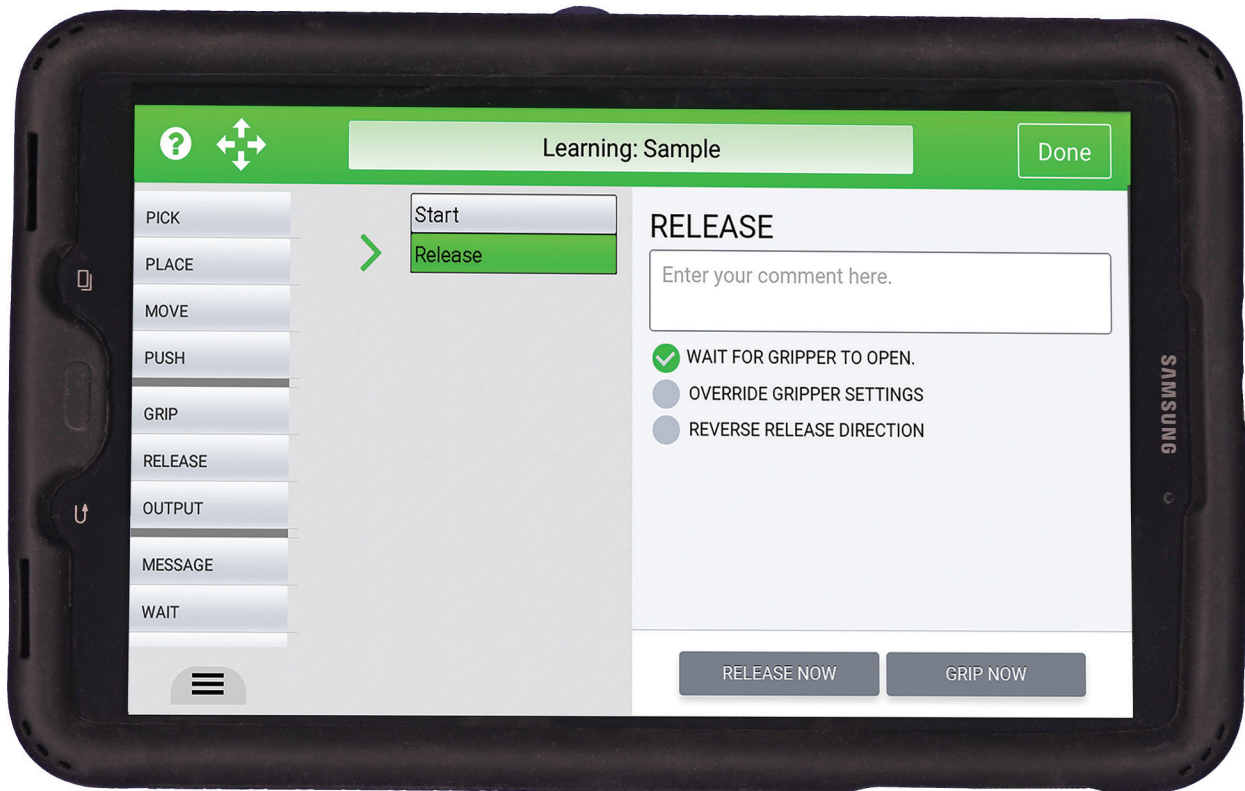 Learning: Sample
Done
PICK
PLACE
MOVE
PUSH
GRIP
RELEASE
OUTPUT
MESSAGE
WAIT
Start
Release
RELEASE
Enter your comment here.
WAIT FOR GRIPPER TO OPEN.
OVERRIDE GRIPPER SETTINGS
REVERSE RELEASE DIRECTION
RELEASE NOW
GRIP NOW
SAMSUNG